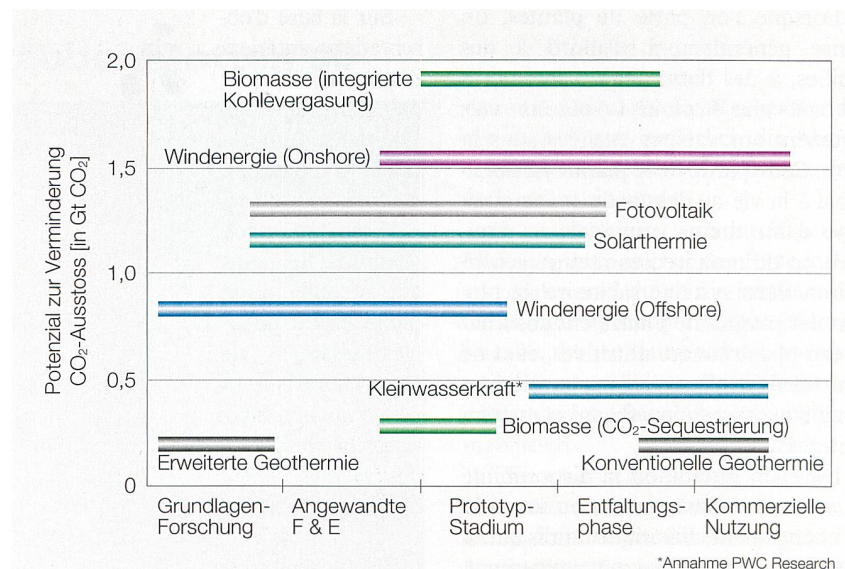 2,0
Biomasse (integrierte
Kohlevergasung)
Windenergie (Onshore)
1,5
Fotovoltaik
Solarthermie
1,0
Windenergie (Offshore)
0,5
Kleinwasserkraft*
Biomasse (CO₂-Sequestrierung)
Erweiterte Geothermie
Konventionelle Geothermie
0
Potenzial zur Verminderung
CO₂-Ausstoss [in Gt CO₂]
Grundlagen-
Forschung
Angewandte
F & E
Prototyp-
Stadium
Entfaltungs-
phase
Kommerzielle
Nutzung
*Annahme PWC Research